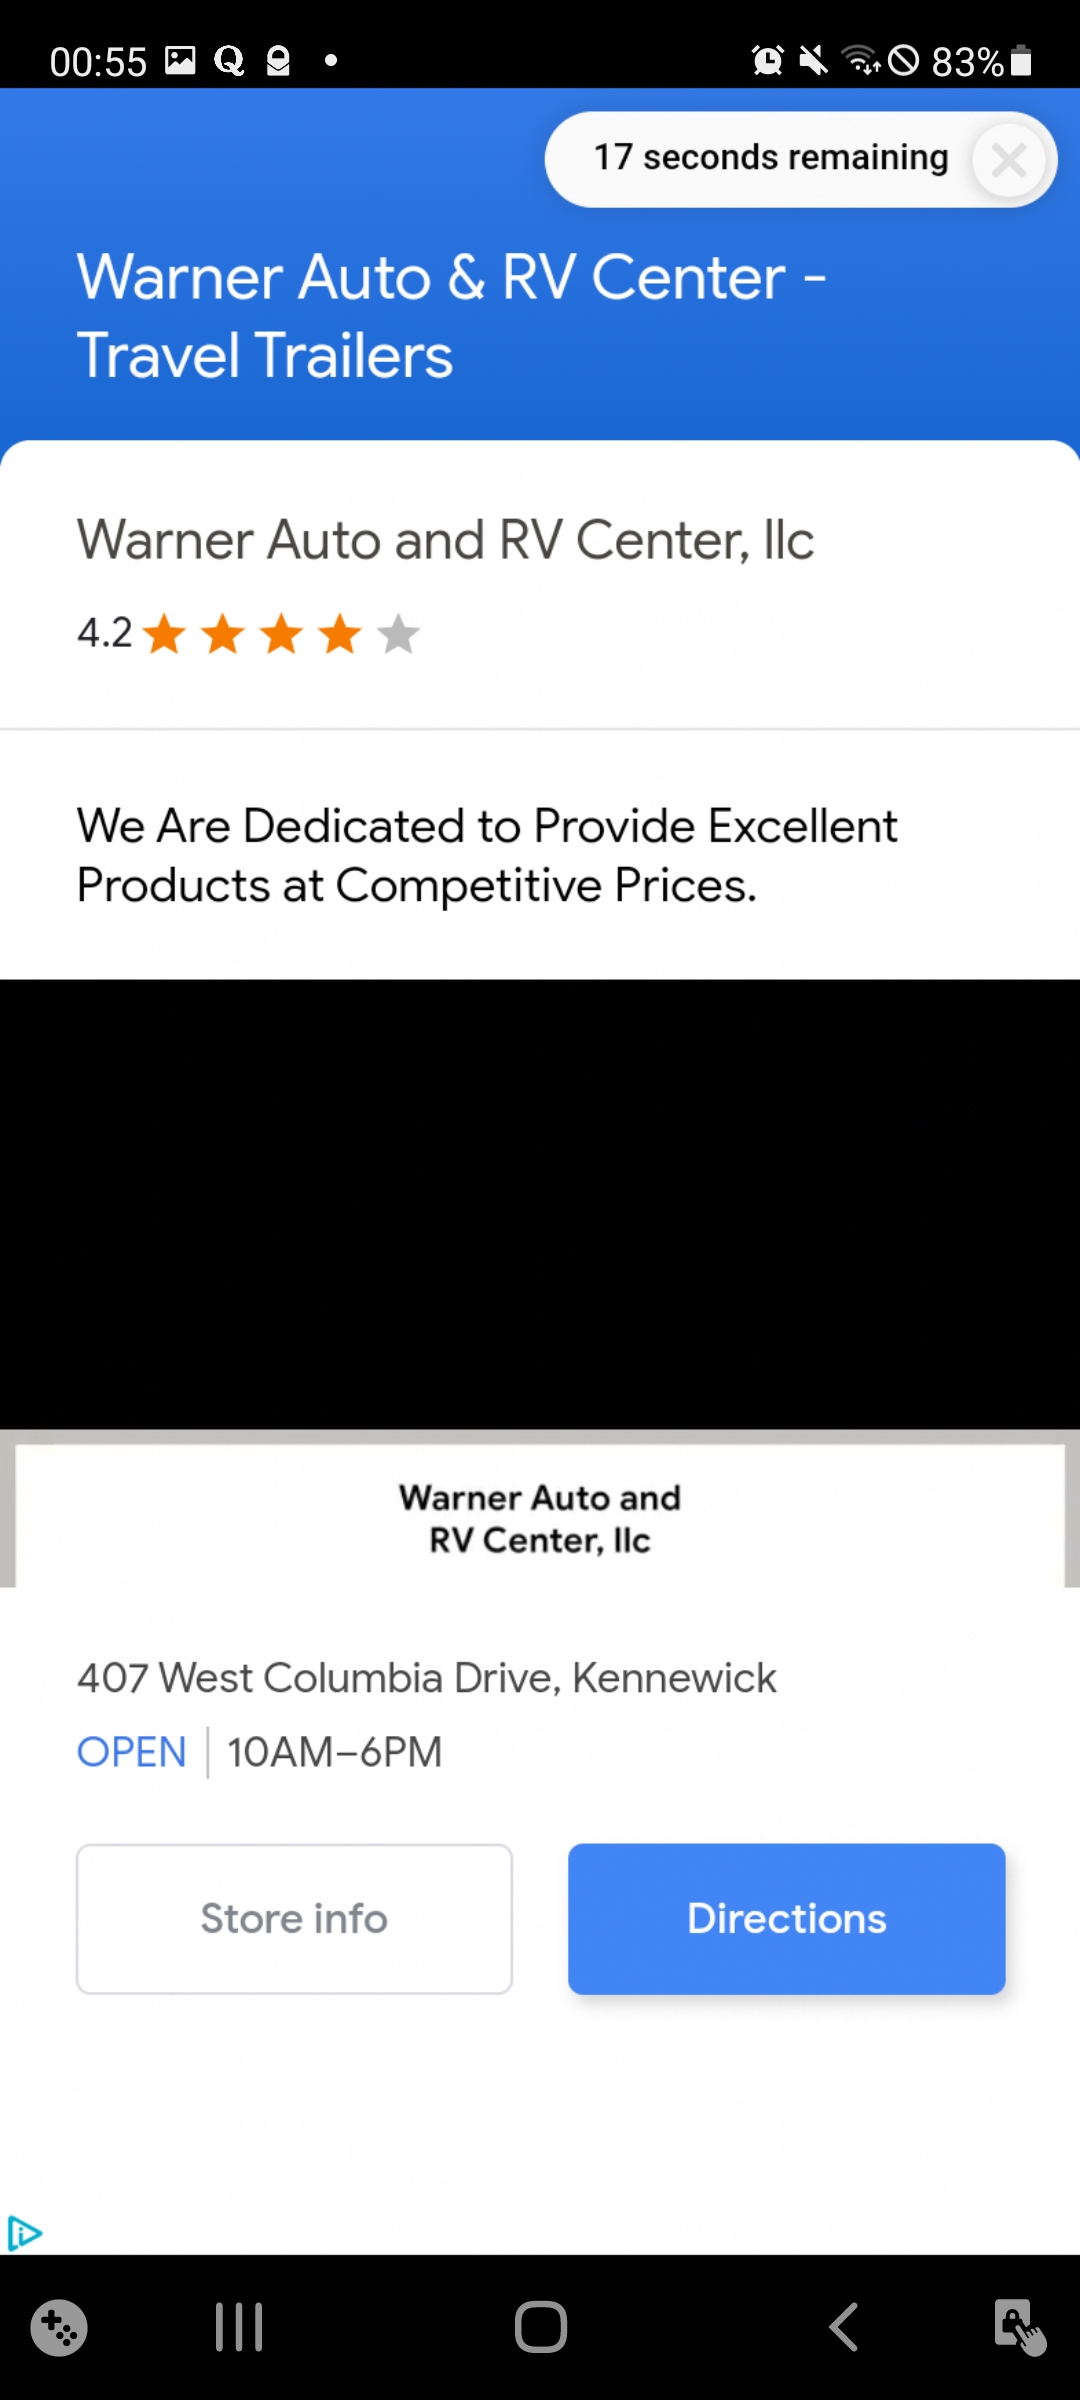 00:55
83%
17 seconds remaining
Warner Auto & RV Center -
Travel Trailers
Warner Auto and RV Center, llc
4.2
We Are Dedicated to Provide Excellent
Products at Competitive Prices.
Warner Auto and
RV Center, llc
407 West Columbia Drive, Kennewick
OPEN 10AM–6PM
Store info
Directions